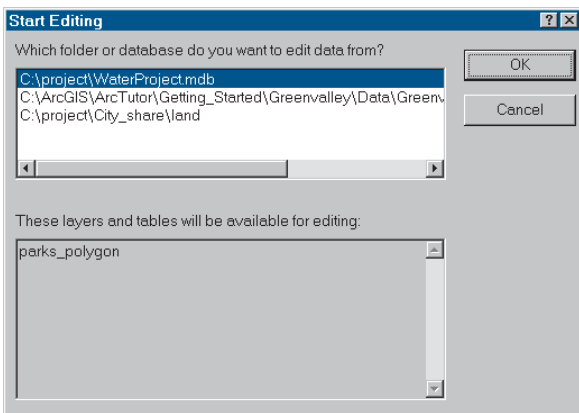 Start Editing
Which folder or database do you want to edit data from?
C:\project\WaterProject.mdb
C:\ArcGIS\ArcTutor\Getting_Started\Greenvalley\Data\Greenv
C:\project\City_share\land
OK
Cancel
These layers and tables will be available for editing:
parks_polygon